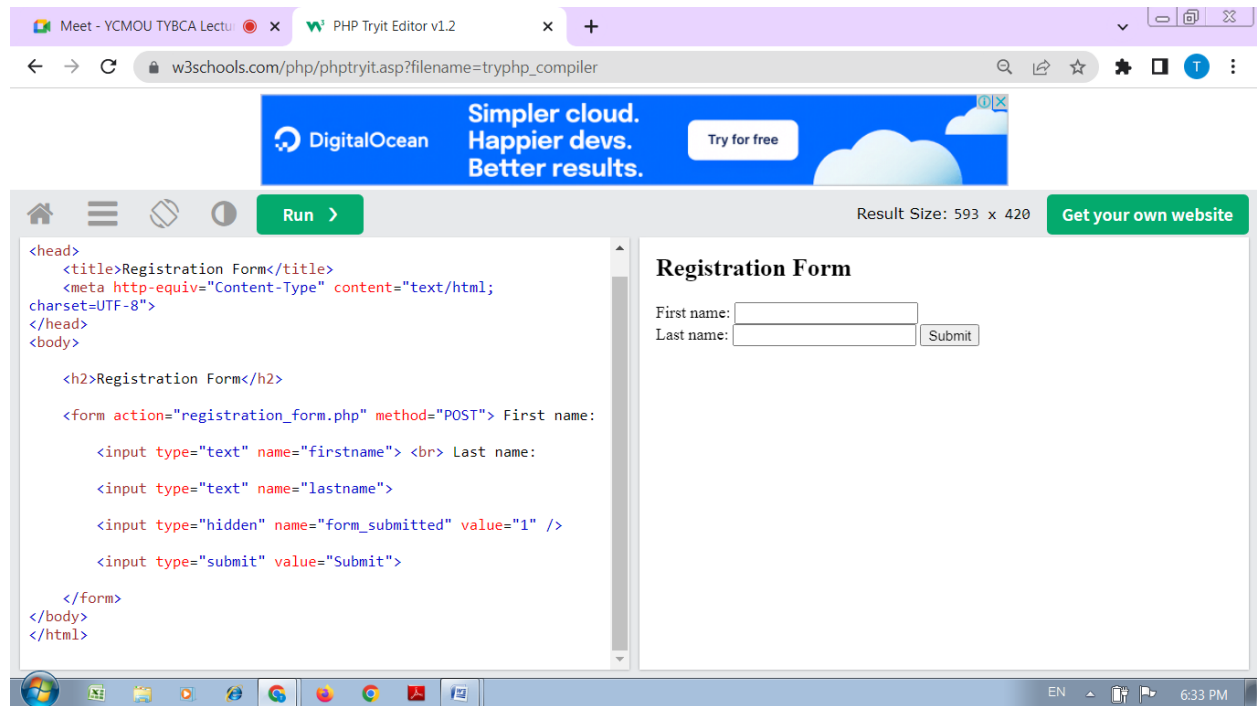 Meet - YCMOU TYBCA Lectu
PHP Tryit Editor v1.2
w3schools.com/php/phptryit.asp?filename=tryphp_compiler
T
DigitalOcean
Simpler cloud.
Happier devs.
Better results.
Try for free
Run ❯
Result Size: 593 x 420
Get your own website
<head>
<title>Registration Form</title>
<meta http-equiv="Content-Type" content="text/html;
charset=UTF-8">
</head>
<body>
<h2>Registration Form</h2>
<form action="registration_form.php" method="POST"> First name:
<input type="text" name="firstname"> <br> Last name:
<input type="text" name="lastname">
<input type="hidden" name="form_submitted" value="1" />
<input type="submit" value="Submit">
</form>
</body>
</html>
Registration Form
First name:
Last name: Submit
EN
6:33 PM